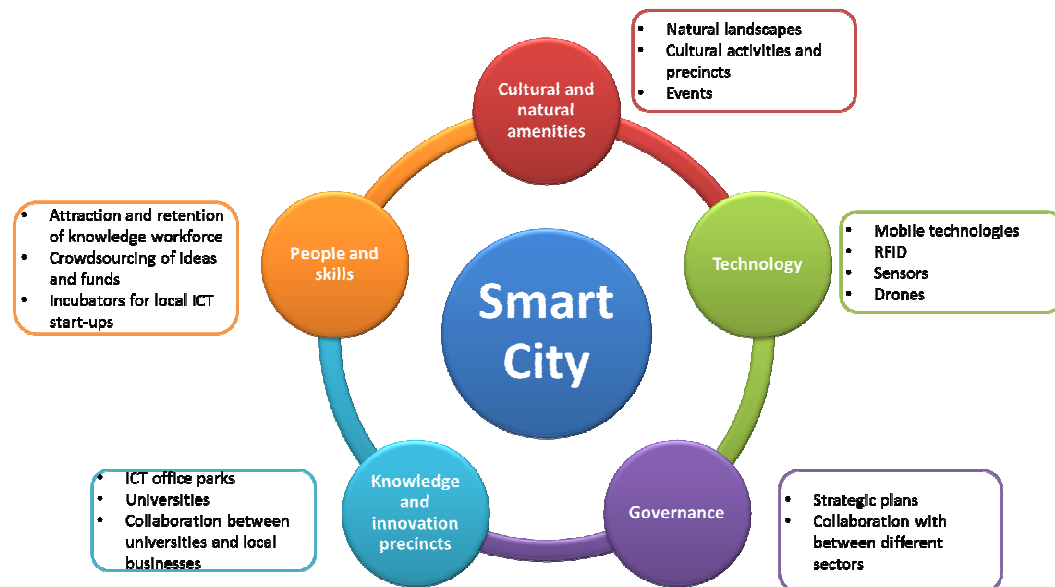 Cultural and
natural
amenities
• Natural landscapes
• Cultural activities and
precincts
• Events
Technology
• Mobile technologies
• RFID
• Sensors
• Drones
Governance
• Strategic plans
• Collaboration with
between different
sectors
Knowledge
and
innovation
precincts
• ICT office parks
• Universities
• Collaboration between
universities and local
businesses
People and
skills
• Attraction and retention
of knowledge workforce
• Crowdsourcing of ideas
and funds
• Incubators for local ICT
start-ups
Smart
City